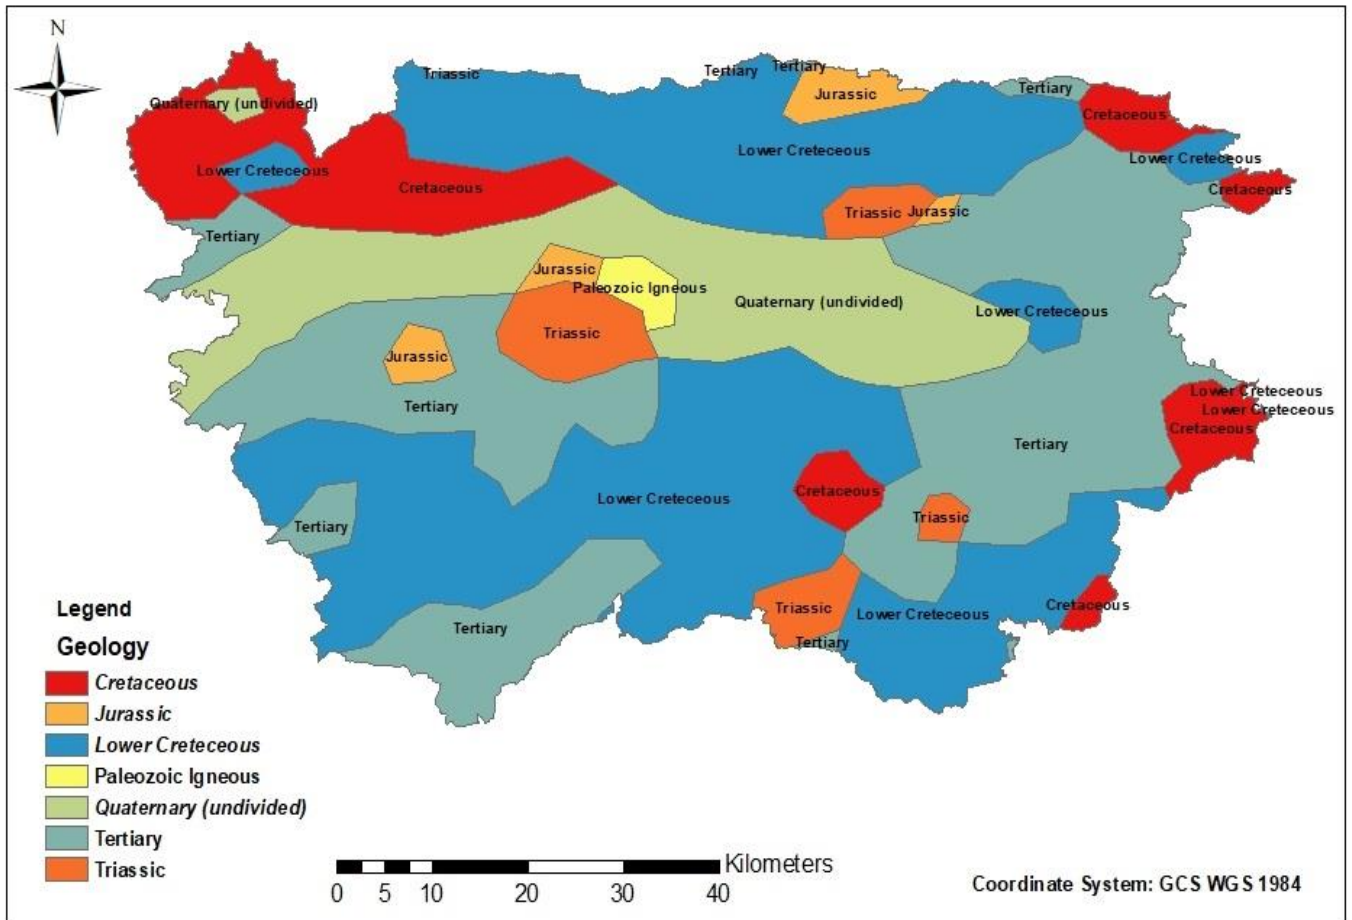 N
Triassic
Tertiary
Tertiary
Jurassic
Tertiary
Quaternary (undivided)
Cretaceous
Lower Creteceous
Lower Creteceous
Lower Creteceous
Cretaceous
Cretaceous
Triassic
Jurassic
Tertiary
Jurassic
Paleozoic Igneous
Quaternary (undivided)
Lower Creteceous
Triassic
Jurassic
Lower Creteceous
Tertiary
Lower Creteceous
Cretaceous
Tertiary
Cretaceous
Lower Creteceous
Triassic
Tertiary
Cretaceous
Triassic
Lower Creteceous
Tertiary
Tertiary
Legend
Geology
Cretaceous
Jurassic
Lower Creteceous
Paleozoic Igneous
Quaternary (undivided)
Tertiary
Triassic
Kilometers
0 5 10 20 30 40
Coordinate System: GCS WGS 1984